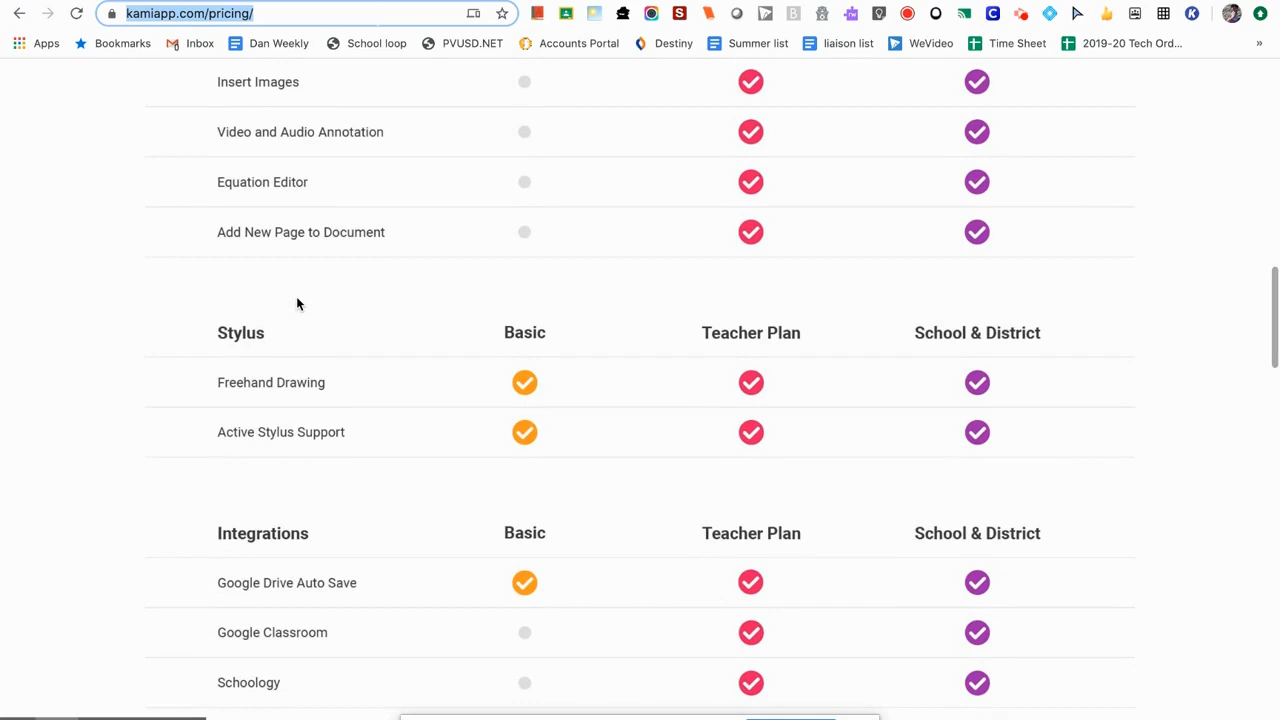 kamiapp.com/pricing/
Apps Bookmarks Inbox Dan Weekly School loop PVUSD.NET Accounts Portal Destiny Summer list liaison list WeVideo Time Sheet 2019-20 Tech Ord... »
Insert Images
Video and Audio Annotation
Equation Editor
Add New Page to Document
Stylus Basic Teacher Plan School & District
Freehand Drawing
Active Stylus Support
Integrations Basic Teacher Plan School & District
Google Drive Auto Save
Google Classroom
Schoology